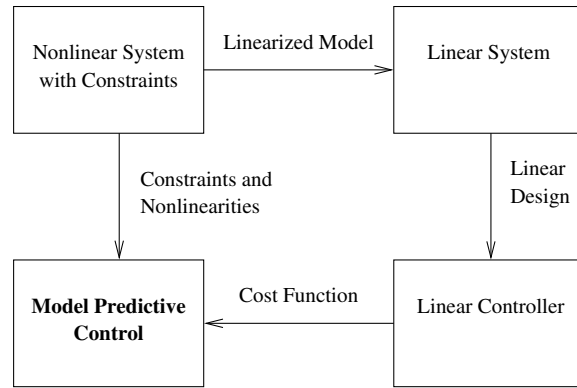 Nonlinear System
with Constraints
Linearized Model
Linear System
Constraints and
Nonlinearities
Linear
Design
Model Predictive
Control
Cost Function
Linear Controller